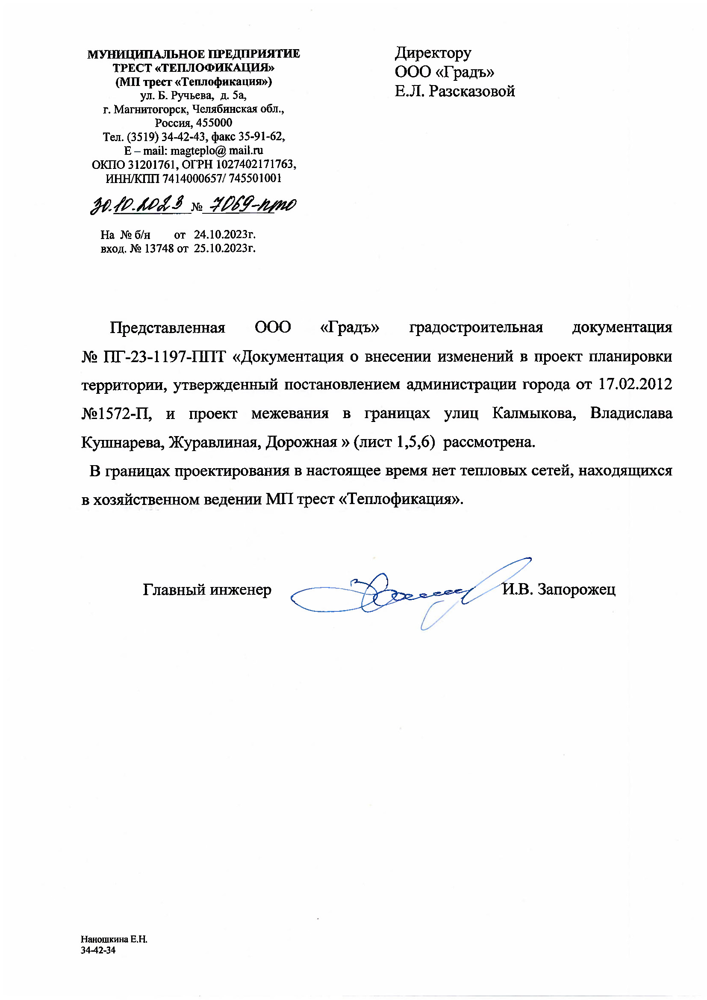 МУНИЦИПАЛЬНОЕ ПРЕДПРИЯТИЕ
ТРЕСТ «ТЕПЛОФИКАЦИЯ»
(МП трест «Теплофикация»)
ул. Б. Ручьева, д. 5а,
г. Магнитогорск, Челябинская обл.,
Россия, 455000
Тел. (3519) 34-42-43, факс 35-91-62,
E – mail: magteplo@ mail.ru
ОКПО 31201761, ОГРН 1027402171763,
ИНН/КПП 7414000657/ 745501001
30.10.2023 № 7069-пто
На № б/н от 24.10.2023г.
вход. № 13748 от 25.10.2023г.
Директору
ООО «Градъ»
Е.Л. Разсказовой
Представленная ООО «Градъ» градостроительная документация
№ ПГ-23-1197-ППТ «Документация о внесении изменений в проект планировки
территории, утвержденный постановлением администрации города от 17.02.2012
№1572-П, и проект межевания в границах улиц Калмыкова, Владислава
Кушнарева, Журавлиная, Дорожная » (лист 1,5,6) рассмотрена.
В границах проектирования в настоящее время нет тепловых сетей, находящихся
в хозяйственном ведении МП трест «Теплофикация».
Главный инженер И.В. Запорожец
Наношкина Е.Н.
34-42-34